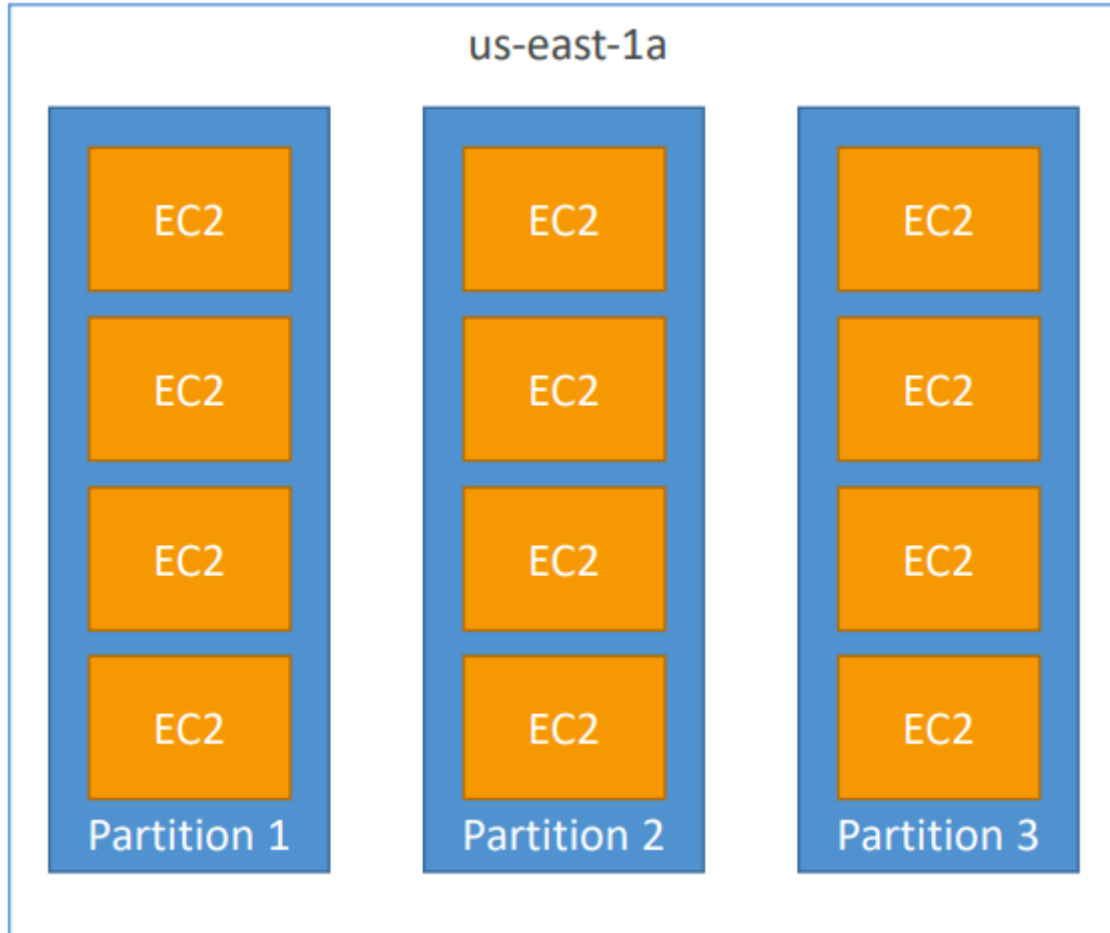 us-east-1a
EC2
EC2
EC2
EC2
Partition 1
EC2
EC2
EC2
EC2
Partition 2
EC2
EC2
EC2
EC2
Partition 3